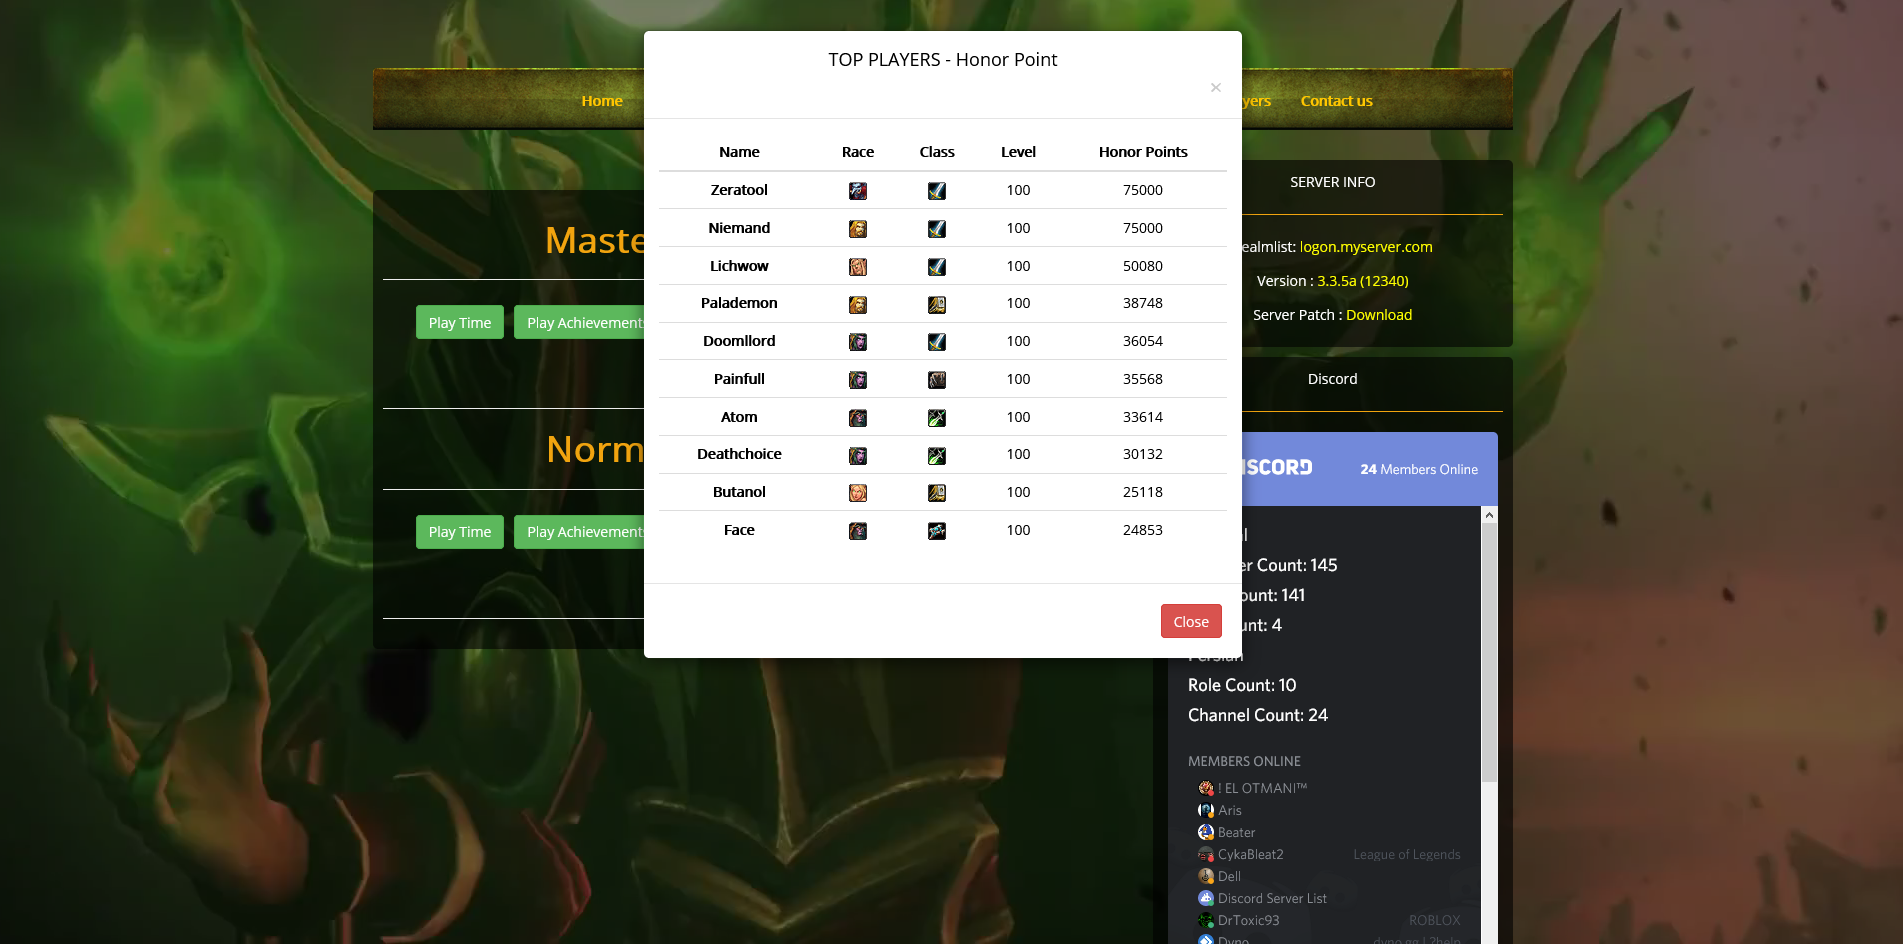 TOP PLAYERS - Honor Point
×
Home
yers Contact us
Name Race Class Level Honor Points
Zeratool 100 75000
Niemand 100 75000
Lichwow 100 50080
Palademon 100 38748
Doomllord 100 36054
Painfull 100 35568
Atom 100 33614
Deathchoice 100 30132
Butanol 100 25118
Face 100 24853
Close
Maste
Play Time Play Achievements
Norm
Play Time Play Achievements
SERVER INFO
ealmlist: logon.myserver.com
Version : 3.3.5a (12340)
Server Patch : Download
Discord
ISCORD 24 Members Online
l
er Count: 145
ount: 141
unt: 4
Persian
Role Count: 10
Channel Count: 24
MEMBERS ONLINE
! EL OTMANI™
Aris
Beater
CykaBleat2 League of Legends
Dell
Discord Server List
DrToxic93 ROBLOX
Dyno dyno.gg | ?help